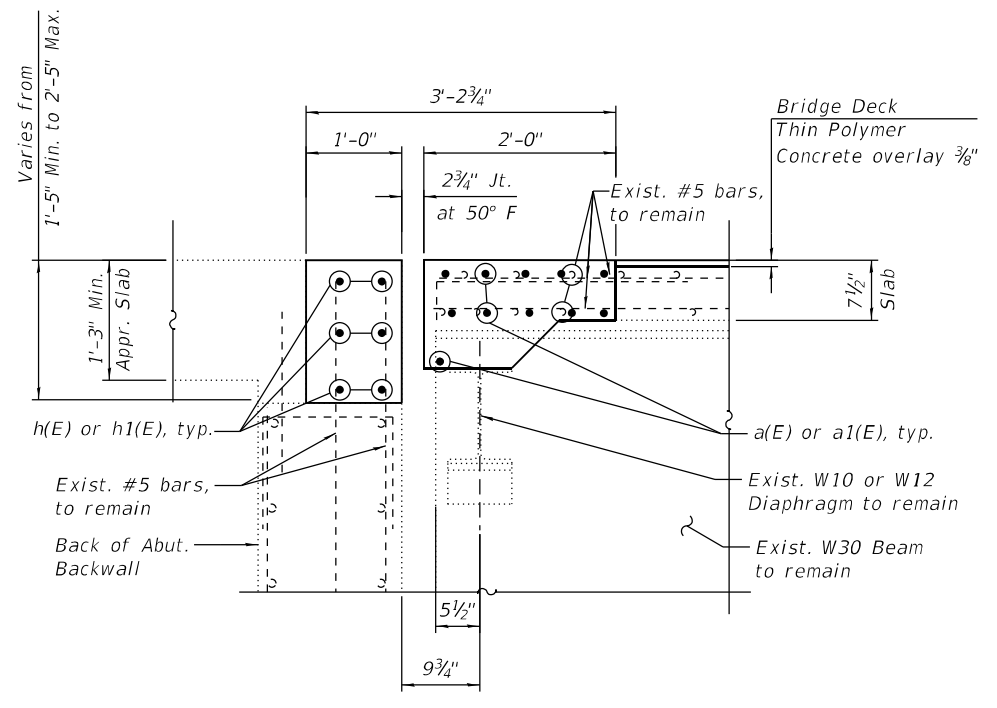 Varies from
1'-5" Min. to 2'-5" Max.
3'-2¾"
1'-0"
2'-0"
2¾" Jt.
at 50° F
Bridge Deck
Thin Polymer
Concrete overlay ⅜"
Exist. #5 bars,
to remain
1'-3" Min.
Appr. Slab
7½"
Slab
h(E) or h1(E), typ.
a(E) or a1(E), typ.
Exist. #5 bars,
to remain
Exist. W10 or W12
Diaphragm to remain
Back of Abut.
Backwall
Exist. W30 Beam
to remain
5½"
9¾"